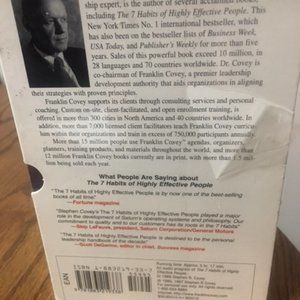 ship expert, is the author of several acclaimed books,
including The 7 Habits of Highly Effective People. This
New York Times No. 1 international bestseller, which
has also been on the bestseller lists of Business Week,
USA Today, and Publisher's Weekly for more than five
years. Sales of this powerful book exceed 10 million, in
28 languages and 70 countries worldwide. Dr. Covey is
co-chairman of Franklin Covey, a premier leadership
development authority that aids organizations in aligning
their strategies with proven principles.
Franklin Covey supports its clients through consulting services and personal
coaching. Custom on-site, client-facilitated, and open enrollment training, is
offered in more than 300 cities in North America and 40 countries worldwide. In
addition, more than 7,000 licensed client facilitators teach Franklin Covey curricu-
lum within their organizations and train in excess of 750,000 participants annually.
More than 15 million people use Franklin Covey agendas, organizers,
planners, training products, and materials throughout the world, and more than
12 million Franklin Covey books currently are in print, with more than 1.5 mil-
lion being sold each year.
What People Are Saying about
The 7 Habits of Highly Effective People
"The 7 Habits of Highly Effective People is by now one of the best-selling
books of all time"
—Fortune magazine
"Stephen Covey's The 7 Habits of Highly Effective People played a major
role in the development of Saturn's operating systems and philosophy. Our
commitment to quality and to our customers has its roots in The 7 Habits"
—Skip LeFauve, president, Saturn Corporation/General Motors
"The 7 Habits of Highly Effective People is destined to be the personal
leadership handbook of the decade"
—Scott DeGarmo, editor in chief, Success magazine
EAN
ISBN 1-883219-33-7